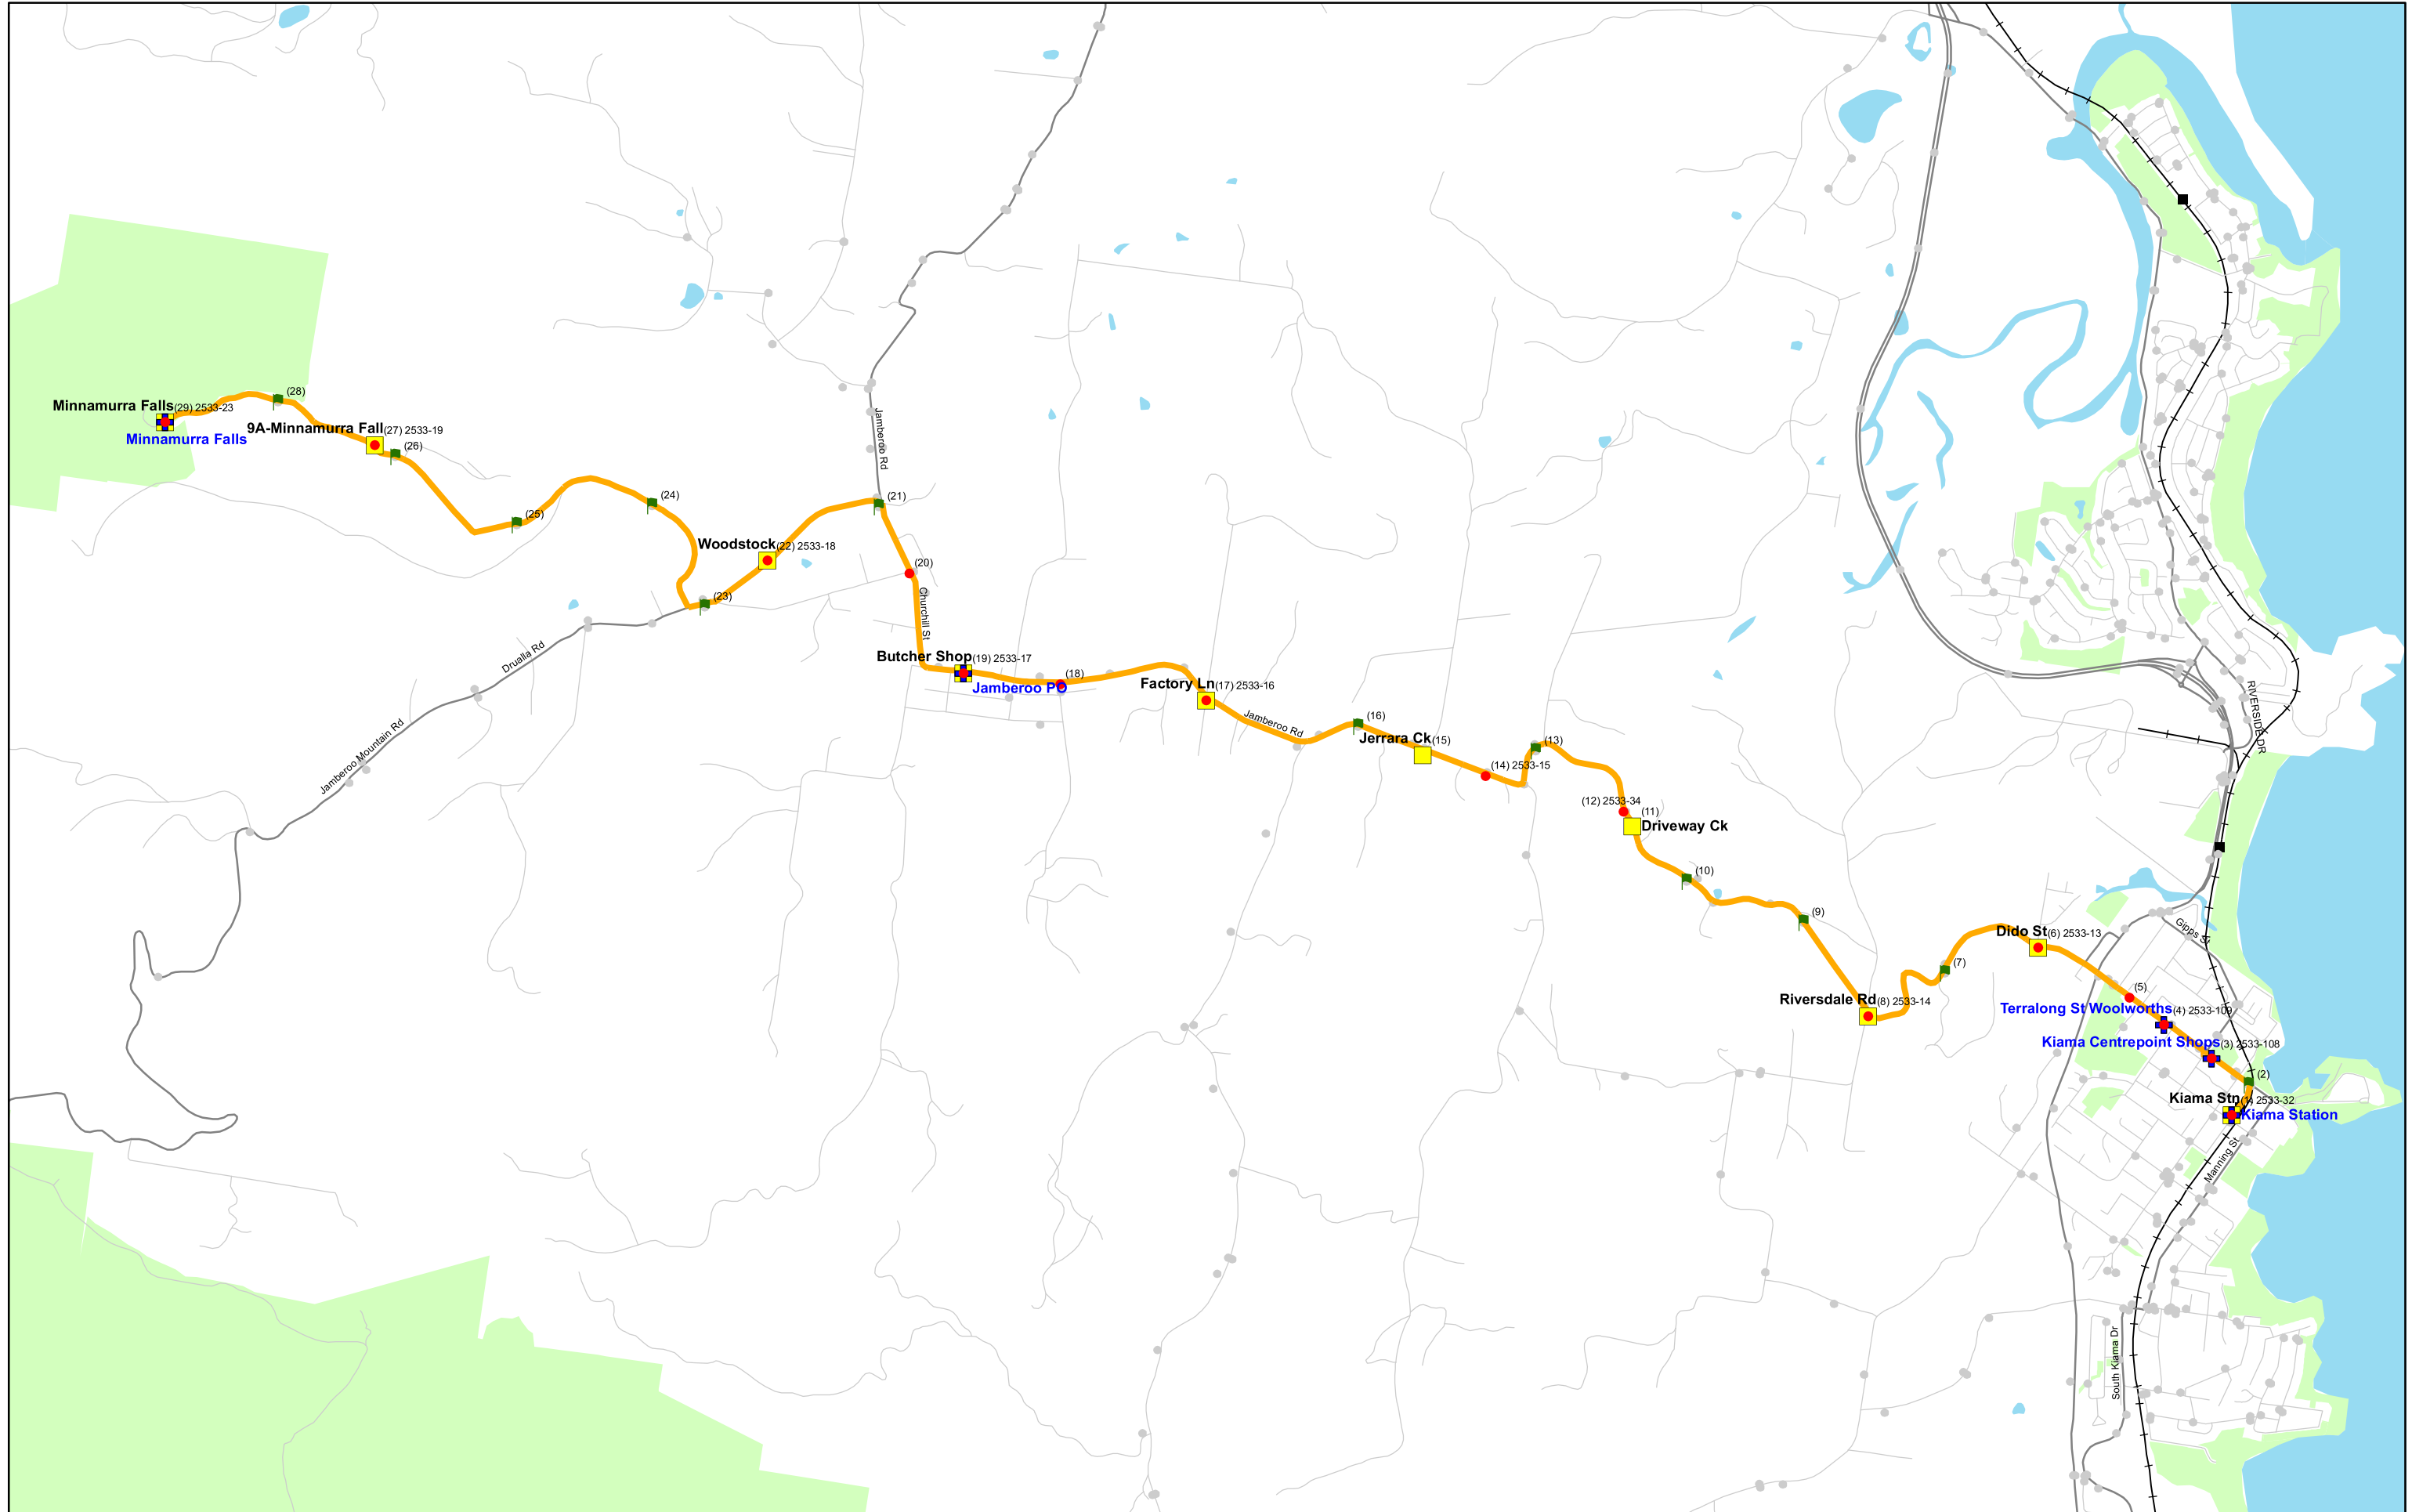 Jamberoo Rd
(28)
Minnamurra Falls(29) 2533-23
Minnamurra Falls
9A-Minnamurra Fall(27) 2533-19
(26)
(24)
(21)
(25)
Woodstock(22) 2533-18
(20)
(23)
Churchill St
Drualla Rd
Butcher Shop(19) 2533-17
(18)
Jamberoo PO
Factory Ln(17) 2533-16
RIVERSIDE DR
Jamberoo Rd
(16)
Jerrara Ck(15)
(13)
Jamberoo Mountain Rd
(14) 2533-15
(12) 2533-34
(11)
Driveway Ck
(10)
(9)
Gipps St
Dido St(6) 2533-13
(7)
(5)
Riversdale Rd(8) 2533-14
Terralong St Woolworths(4) 2533-109
Kiama Centrepoint Shops(3) 2533-108
(2)
Kiama Stn(1) 2533-32
Kiama Station
Manning St
South Kiama Dr